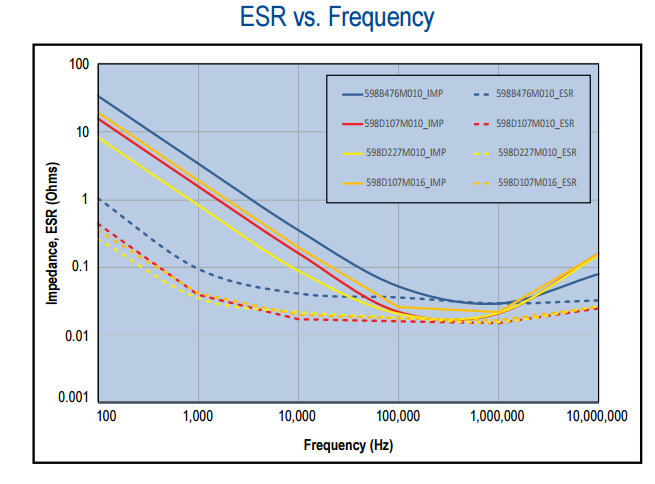 ESR vs. Frequency
100
10
1
0.1
0.01
0.001
Impedance, ESR (Ohms)
598B476M010_IMP 598B476M010_ESR
598D107M010_IMP 598D107M010_ESR
598D227M010_IMP 598D227M010_ESR
598D107M016_IMP 598D107M016_ESR
100 1,000 10,000 100,000 1,000,000 10,000,000
Frequency (Hz)